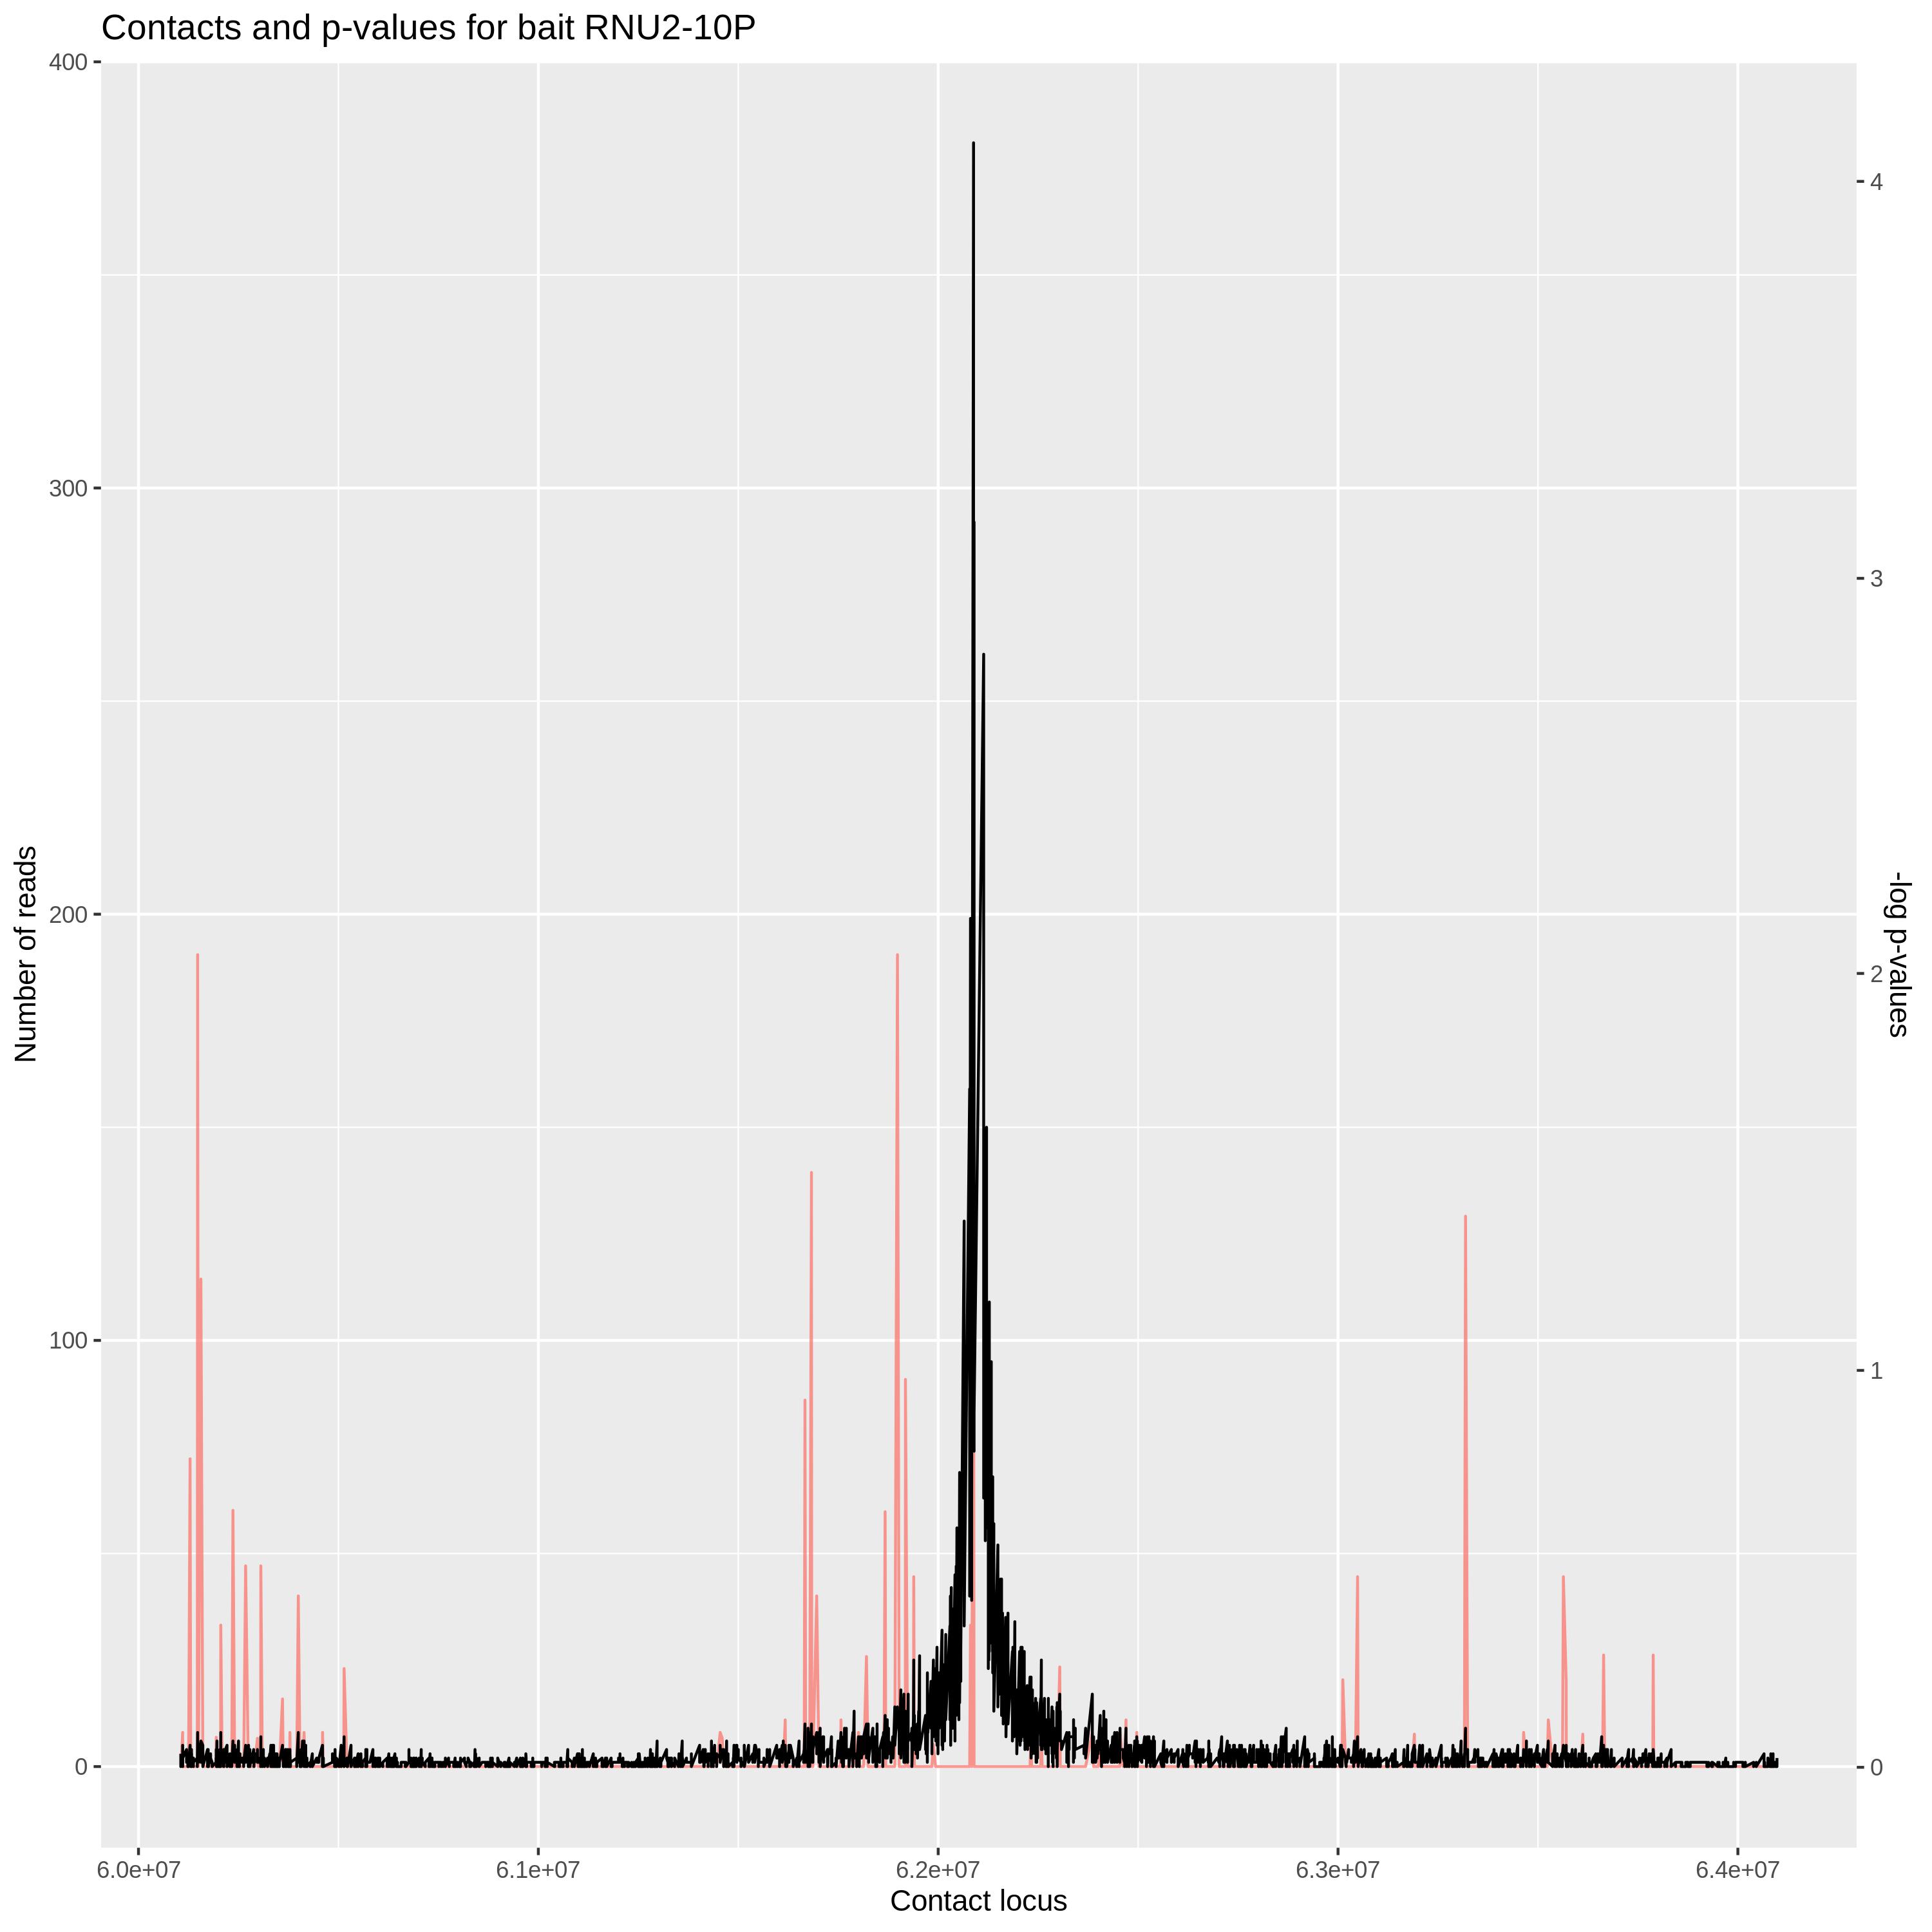 Contacts and p-values for bait RNU2-10P
400
300
200
100
0
Number of reads
4
3
2
1
0
-log p-values
6.0e+07
6.1e+07
6.2e+07
6.3e+07
6.4e+07
Contact locus